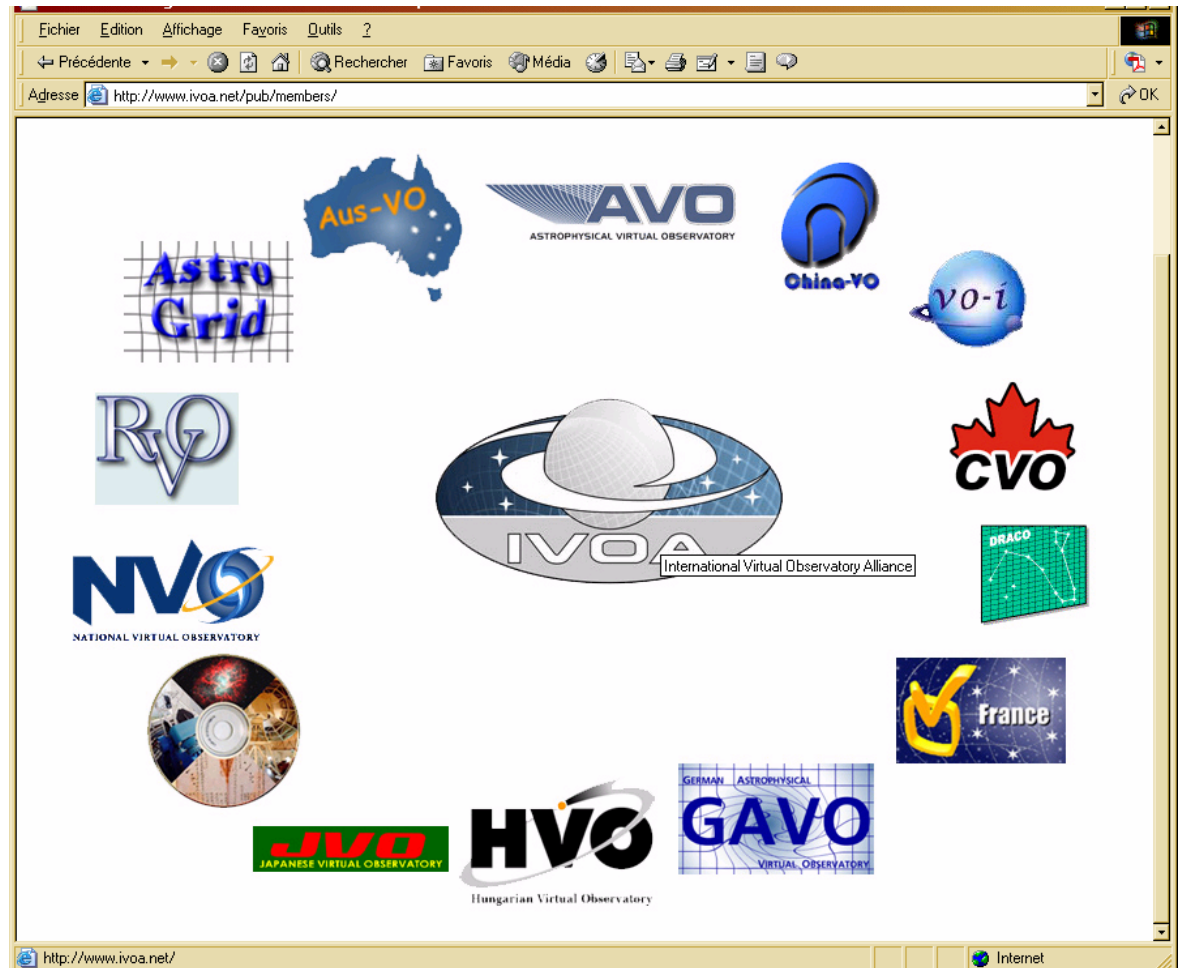 Fichier Edition Affichage Favoris Outils ?
Précédente Rechercher Favoris Média
Adresse http://www.ivoa.net/pub/members/ OK
Aus-VO
AVO
ASTROPHYSICAL VIRTUAL OBSERVATORY
China-VO
Astro
Grid
vo-i
RVO
CVO
IVOA
International Virtual Observatory Alliance
DRACO
NVO
NATIONAL VIRTUAL OBSERVATORY
France
GERMAN ASTROPHYSICAL
GAVO
VIRTUAL OBSERVATORY
HVO
Hungarian Virtual Observatory
JVO
JAPANESE VIRTUAL OBSERVATORY
http://www.ivoa.net/ Internet